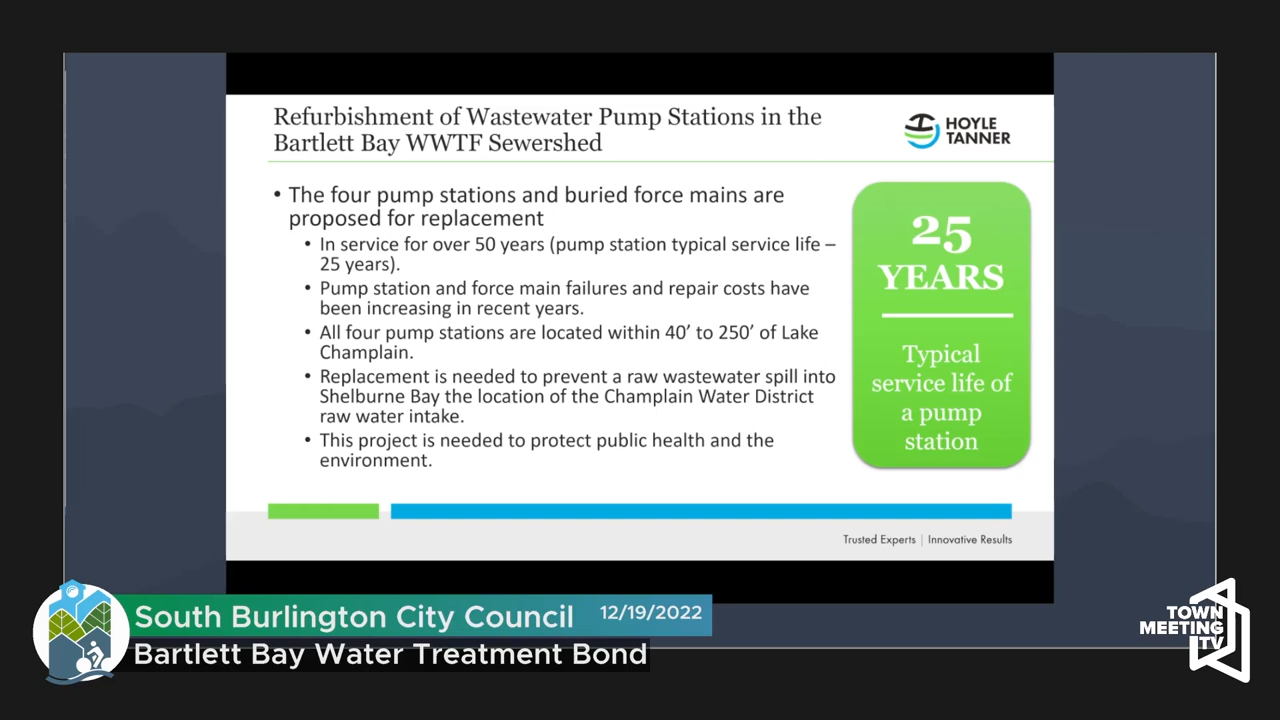 Refurbishment of Wastewater Pump Stations in the
Bartlett Bay WWTF Sewershed
HOYLE
TANNER
• The four pump stations and buried force mains are
proposed for replacement
• In service for over 50 years (pump station typical service life –
25 years).
• Pump station and force main failures and repair costs have
been increasing in recent years.
• All four pump stations are located within 40’ to 250’ of Lake
Champlain.
• Replacement is needed to prevent a raw wastewater spill into
Shelburne Bay the location of the Champlain Water District
raw water intake.
• This project is needed to protect public health and the
environment.
25
YEARS
Typical
service life of
a pump
station
Trusted Experts | Innovative Results
South Burlington City Council 12/19/2022
Bartlett Bay Water Treatment Bond
TOWN
MEETING
TV